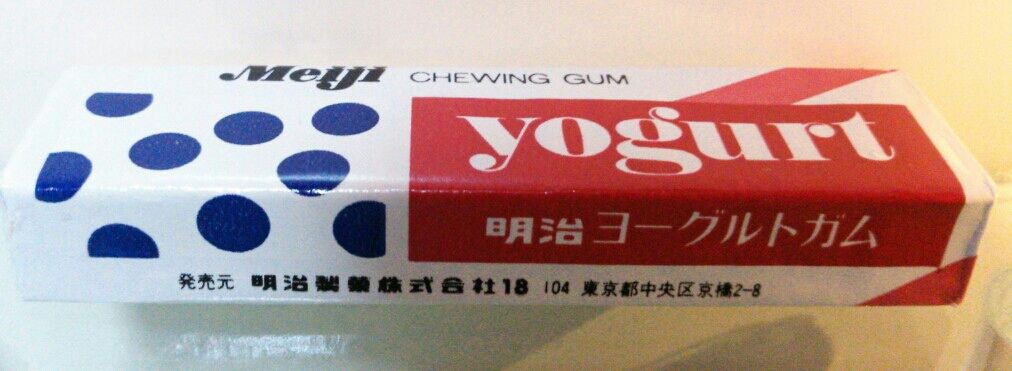 Meiji CHEWING GUM
yogurt
明治ヨーグルトガム
発売元 明治製菓株式会社18 104 東京都中央区京橋2-8